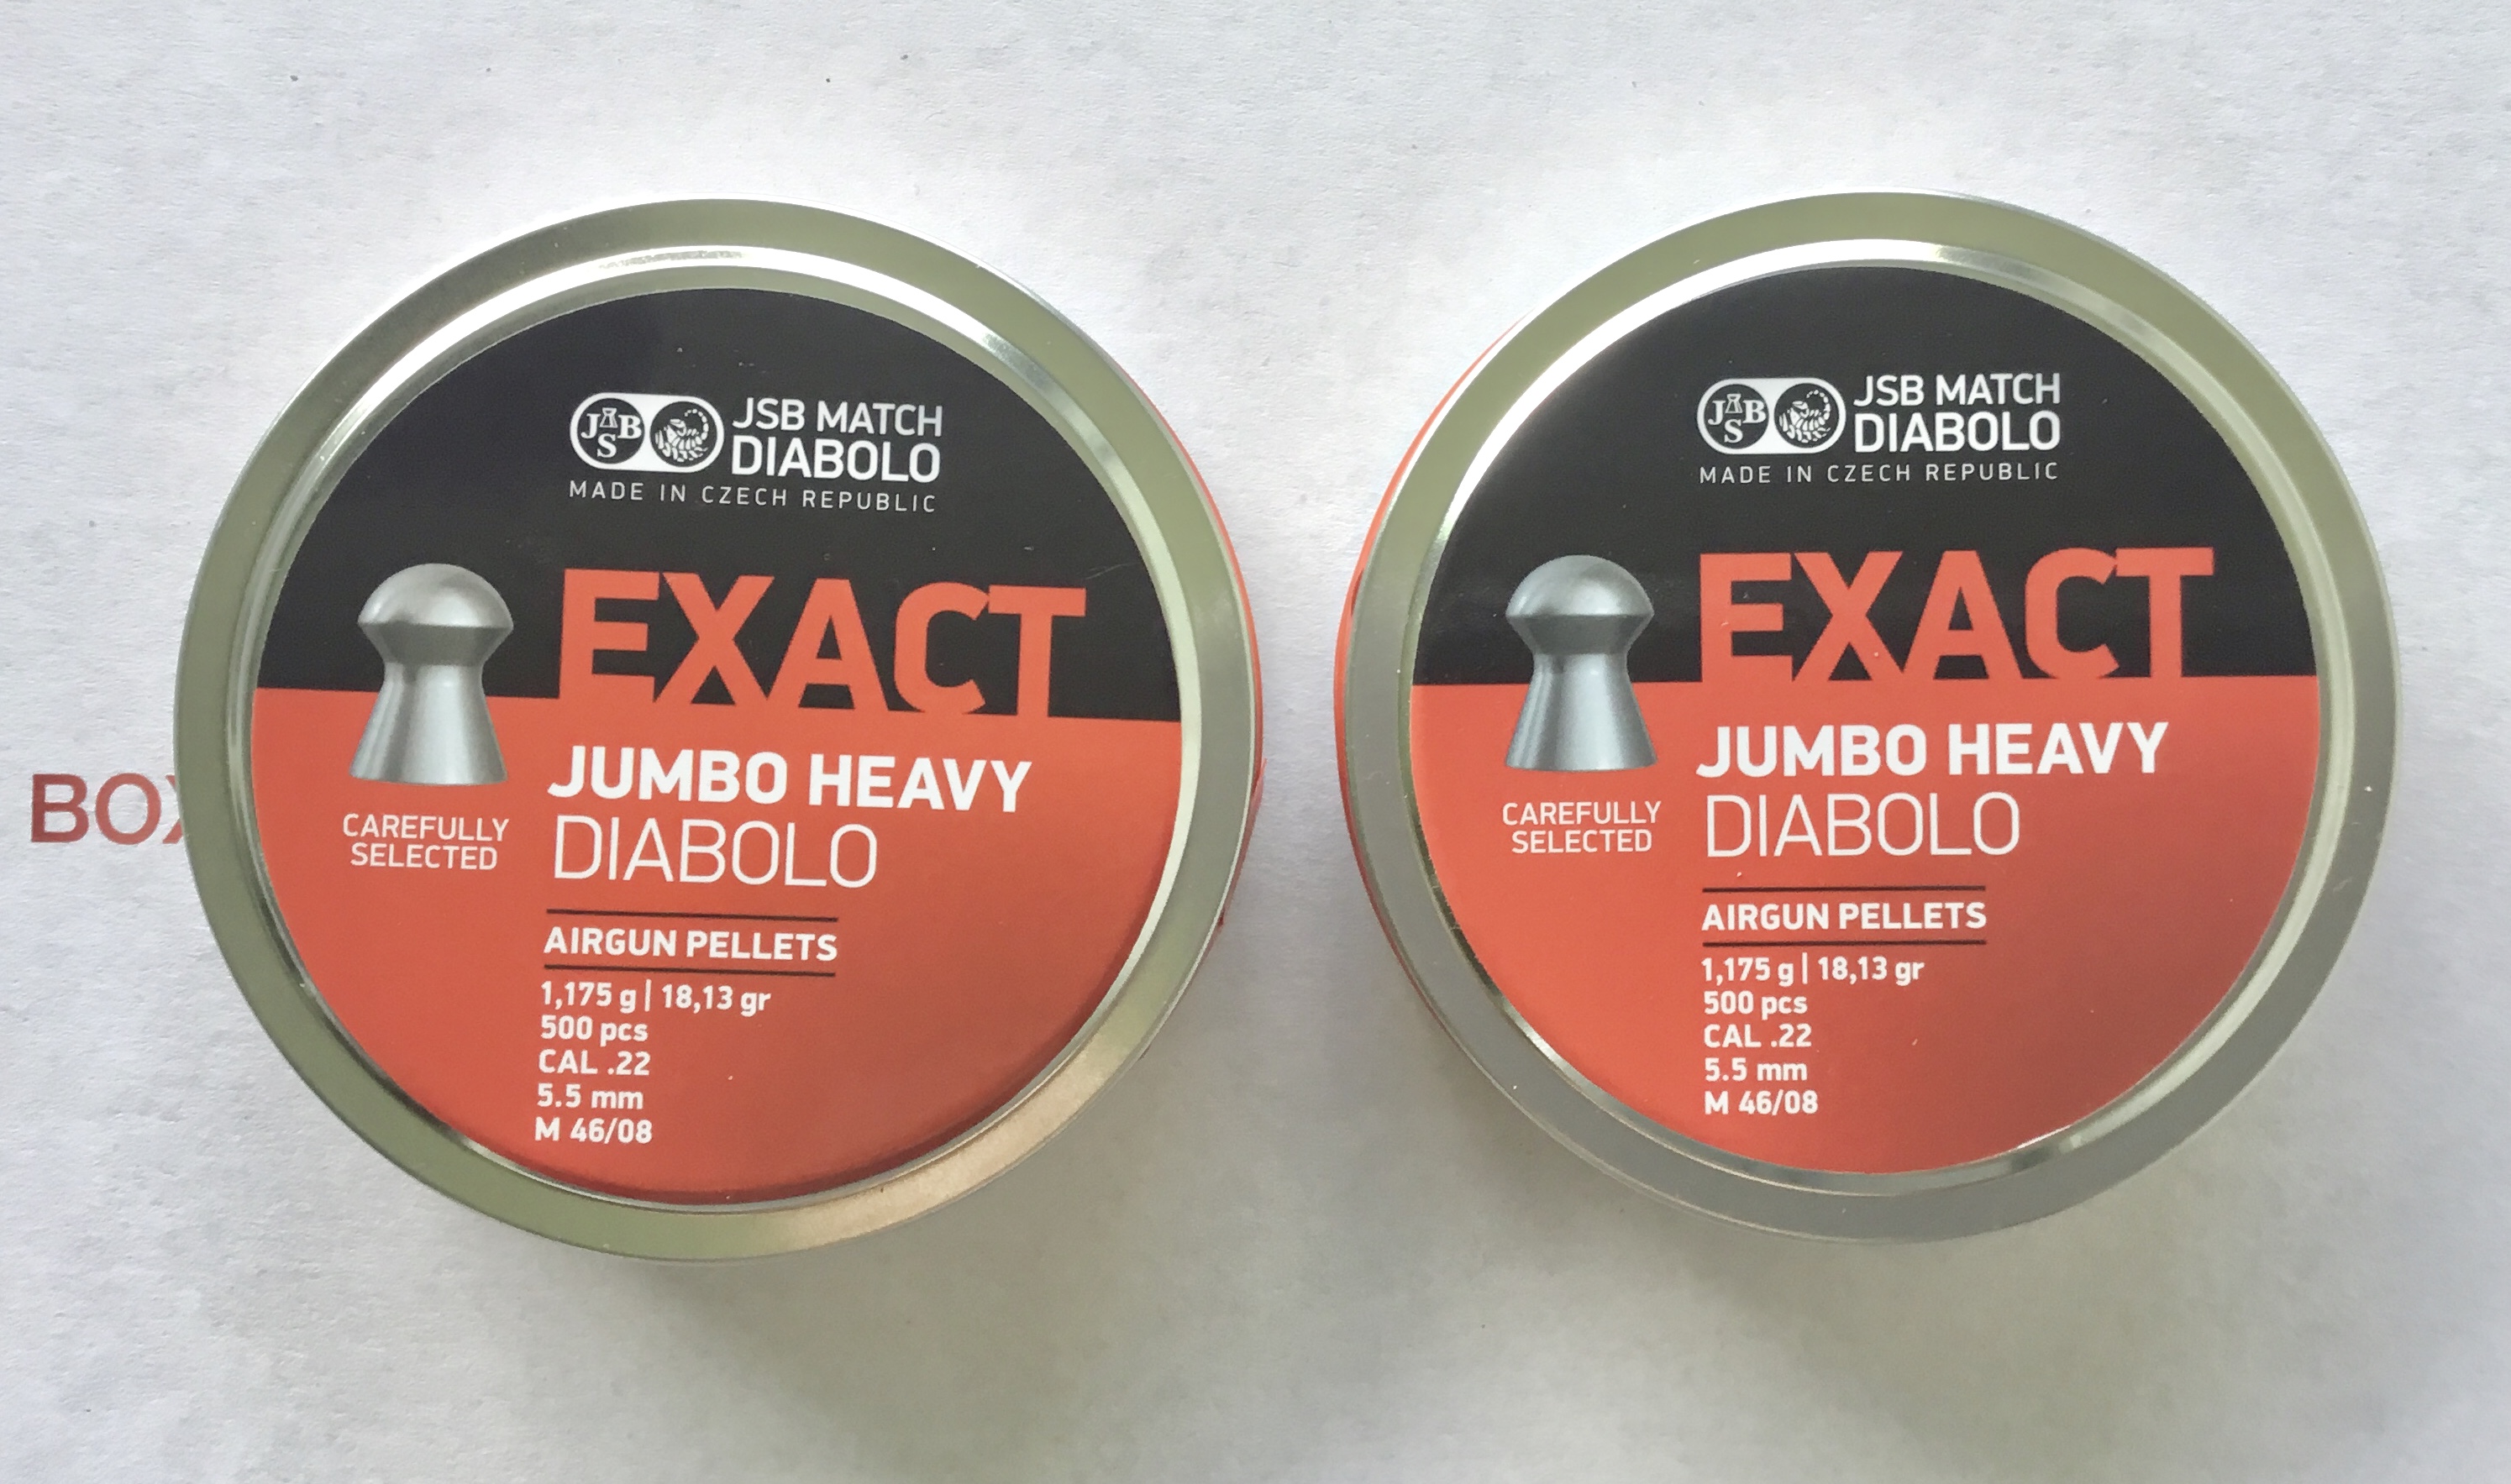 JSB
JSB MATCH
DIABOLO
MADE IN CZECH REPUBLIC
EXACT
JUMBO HEAVY
DIABOLO
CAREFULLY
SELECTED
AIRGUN PELLETS
1,175 g | 18,13 gr
500 pcs
CAL .22
5.5 mm
M 46/08
JSB
JSB MATCH
DIABOLO
MADE IN CZECH REPUBLIC
EXACT
JUMBO HEAVY
DIABOLO
CAREFULLY
SELECTED
AIRGUN PELLETS
1,175 g | 18,13 gr
500 pcs
CAL .22
5.5 mm
M 46/08
BOX